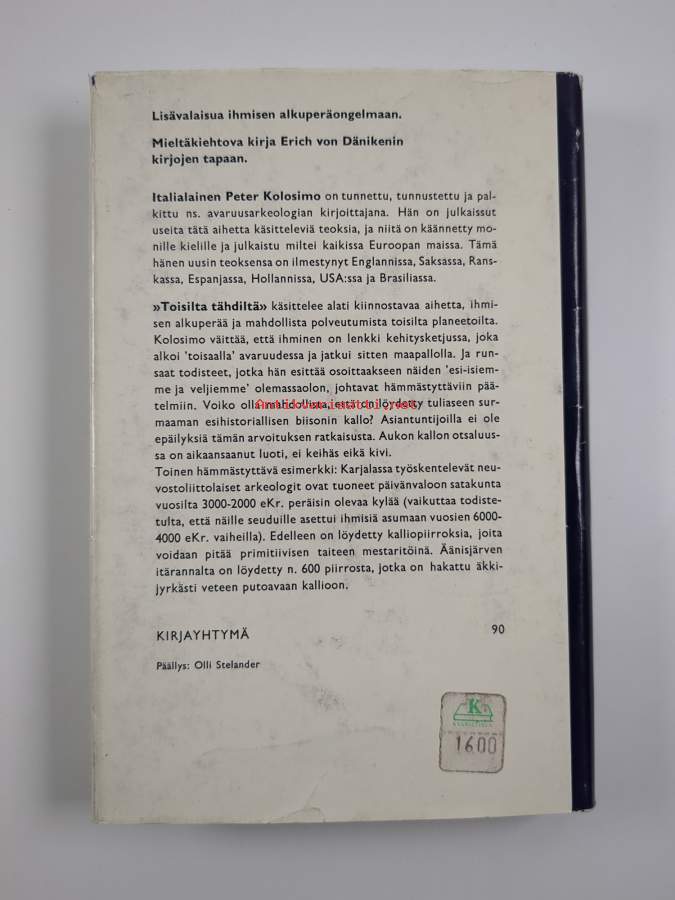 Lisävalaisua ihmisen alkuperäongelmaan.
Mieltäkiehtova kirja Erich von Dänikenin
kirjojen tapaan.
Italialainen Peter Kolosimo on tunnettu, tunnustettu ja pal-
kittu ns. avaruusarkeologian kirjoittajana. Hän on julkaissut
useita tätä aihetta käsitteleviä teoksia, ja niitä on käännetty mo-
nille kielille ja julkaistu miltei kaikissa Euroopan maissa. Tämä
hänen uusin teoksensa on ilmestynyt Englannissa, Saksassa, Rans-
kassa, Espanjassa, Hollannissa, USA:ssa ja Brasiliassa.
»Toisilta tähdiltä» käsittelee alati kiinnostavaa aihetta, ihmi-
sen alkuperää ja mahdollista polveutumista toisilta planeetoilta.
Kolosimo väittää, että ihminen on lenkki kehitysketjussa, joka
alkoi 'toisaalla' avaruudessa ja jatkui sitten maapallolla. Ja run-
saat todisteet, jotka hän esittää osoittaakseen näiden 'esi-isiem-
me ja veljiemme' olemassaolon, johtavat hämmästyttäviin pää-
telmiin. Voiko olla mahdollista, että on löydetty tuliaseen sur-
maaman esihistoriallisen biisonin kallo? Asiantuntijoilla ei ole
epäilyksiä tämän arvoituksen ratkaisusta. Aukon kallon otsaluus-
sa on aikaansaanut luoti, ei keihäs eikä kivi.
Toinen hämmästyttävä esimerkki: Karjalassa työskentelevät neu-
vostoliittolaiset arkeologit ovat tuoneet päivänvaloon satakunta
vuosilta 3000-2000 eKr. peräisin olevaa kylää (vaikuttaa todiste-
tulta, että näille seuduille asettui ihmisiä asumaan vuosien 6000-
4000 eKr. vaiheilla). Edelleen on löydetty kalliopiirroksia, joita
voidaan pitää primitiivisen taiteen mestaritöinä. Äänisjärven
itärannalta on löydetty n. 600 piirrosta, jotka on hakattu äkki-
jyrkästi veteen putoavaan kallioon.
KIRJAYHTYMÄ 90
Päällys: Olli Stelander
K
1600